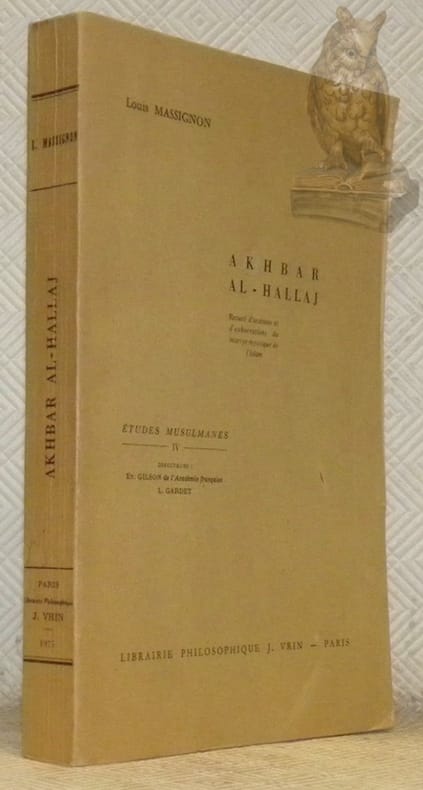 L. MASSIGNON
AKHBAR AL-HALLAJ
PARIS
Librairie Philosophique
J. VRIN
1975
Louis MASSIGNON
AKHBAR
AL-HALLAJ
Recueil d'oraisons et
d'exhortations du
martyr mystique de
l'Islam
ÉTUDES MUSULMANES
IV
DIRECTEURS :
Et. GILSON de l'Académie française
L. GARDET
LIBRAIRIE PHILOSOPHIQUE J. VRIN — PARIS